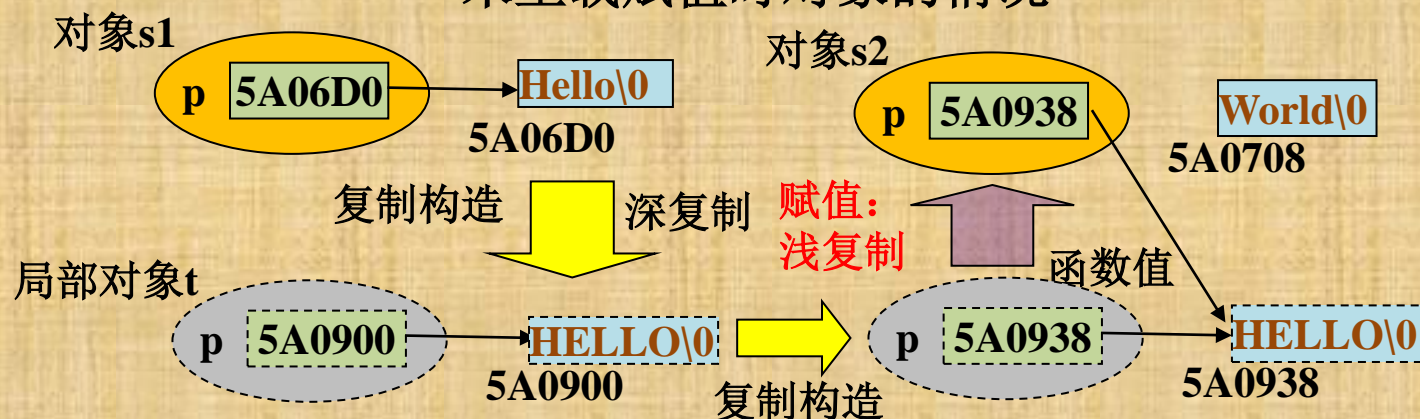 对象s1
p 5A06D0
Hello\0
5A06D0
对象s2
p 5A0938
World\0
5A0708
复制构造
深复制
赋值：
浅复制
函数值
局部对象t
p 5A0900
HELLO\0
5A0900
复制构造
p 5A0938
HELLO\0
5A0938